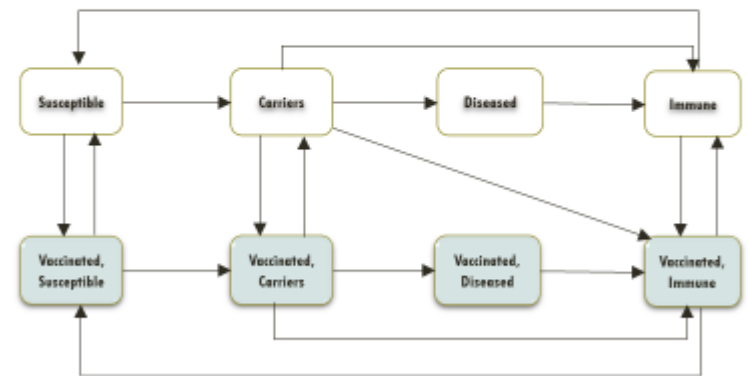 Susceptible
Carriers
Diseased
Immune
Vaccinated,
Susceptible
Vaccinated,
Carriers
Vaccinated,
Diseased
Vaccinated,
Immune